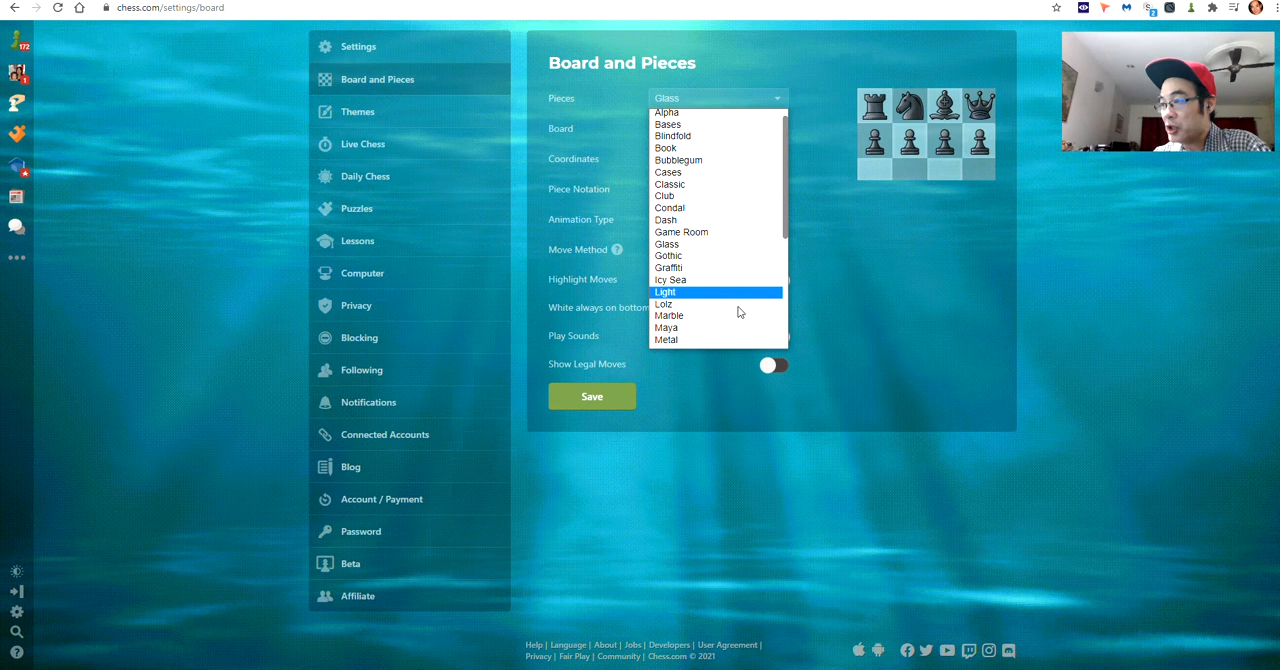 chess.com/settings/board
2
172
1
Settings
Board and Pieces
Themes
Live Chess
Daily Chess
Puzzles
Lessons
Computer
Privacy
Blocking
Following
Notifications
Connected Accounts
Blog
Account / Payment
Password
Beta
Affiliate
Board and Pieces
Pieces
Glass
Board
Coordinates
Piece Notation
Animation Type
Move Method ?
Highlight Moves
White always on bottom
Play Sounds
Show Legal Moves
Alpha
Bases
Blindfold
Book
Bubblegum
Cases
Classic
Club
Condal
Dash
Game Room
Glass
Gothic
Graffiti
Icy Sea
Light
Lolz
Marble
Maya
Metal
Save
Help | Language | About | Jobs | Developers | User Agreement |
Privacy | Fair Play | Community | Chess.com © 2021